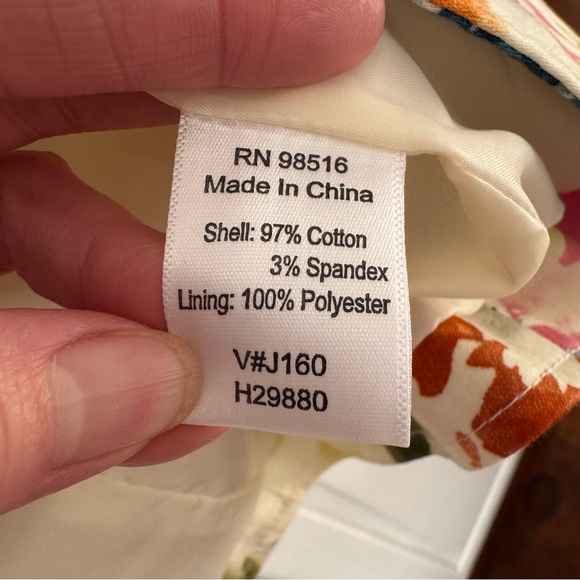 RN 98516
Made In China
Shell: 97% Cotton
3% Spandex
Lining: 100% Polyester
V#J160
H29880